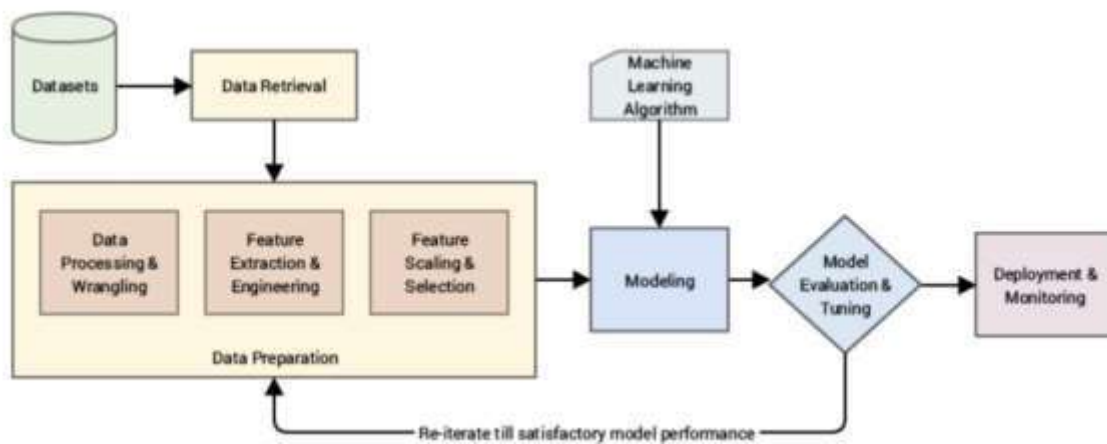 Datasets
Data Retrieval
Machine
Learning
Algorithm
Data
Processing &
Wrangling
Feature
Extraction &
Engineering
Feature
Scaling &
Selection
Data Preparation
Modeling
Model
Evaluation &
Tuning
Deployment &
Monitoring
Re-iterate till satisfactory model performance